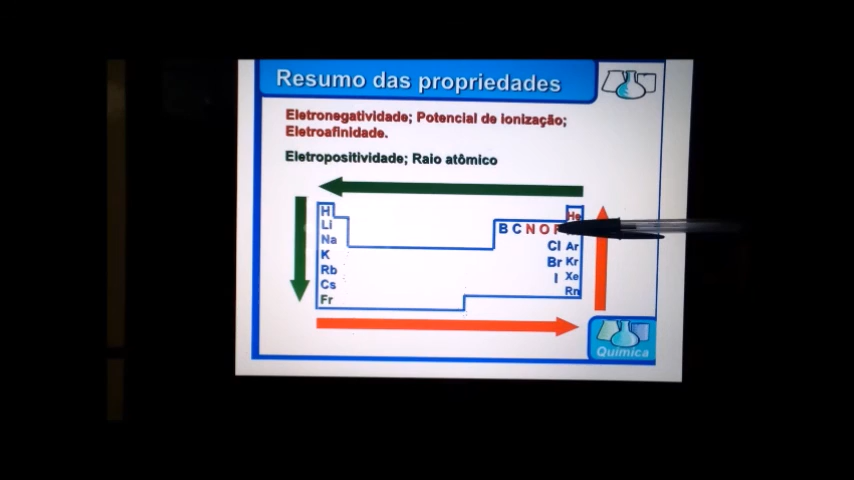 Resumo das propriedades
Eletronegatividade; Potencial de ionização;
Eletroafinidade.
Eletropositividade; Raio atômico
H
He
Li
B C N O F
Na
Cl Ar
K
Br Kr
Rb
I Xe
Cs
Rn
Fr
Química